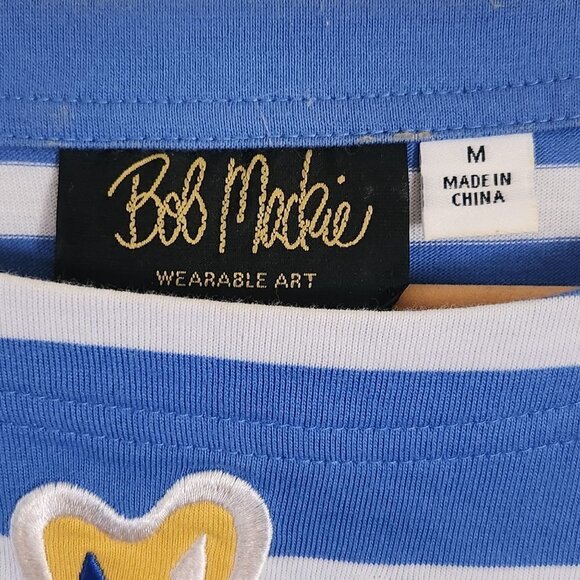 Bob Mackie
WEARABLE ART
M
MADE IN
CHINA